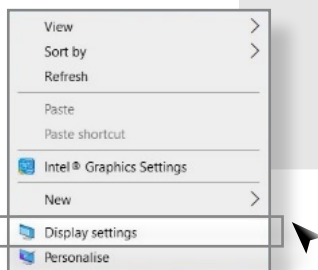 View
Sort by
Refresh
Paste
Paste shortcut
Intel® Graphics Settings
New
Display settings
Personalise